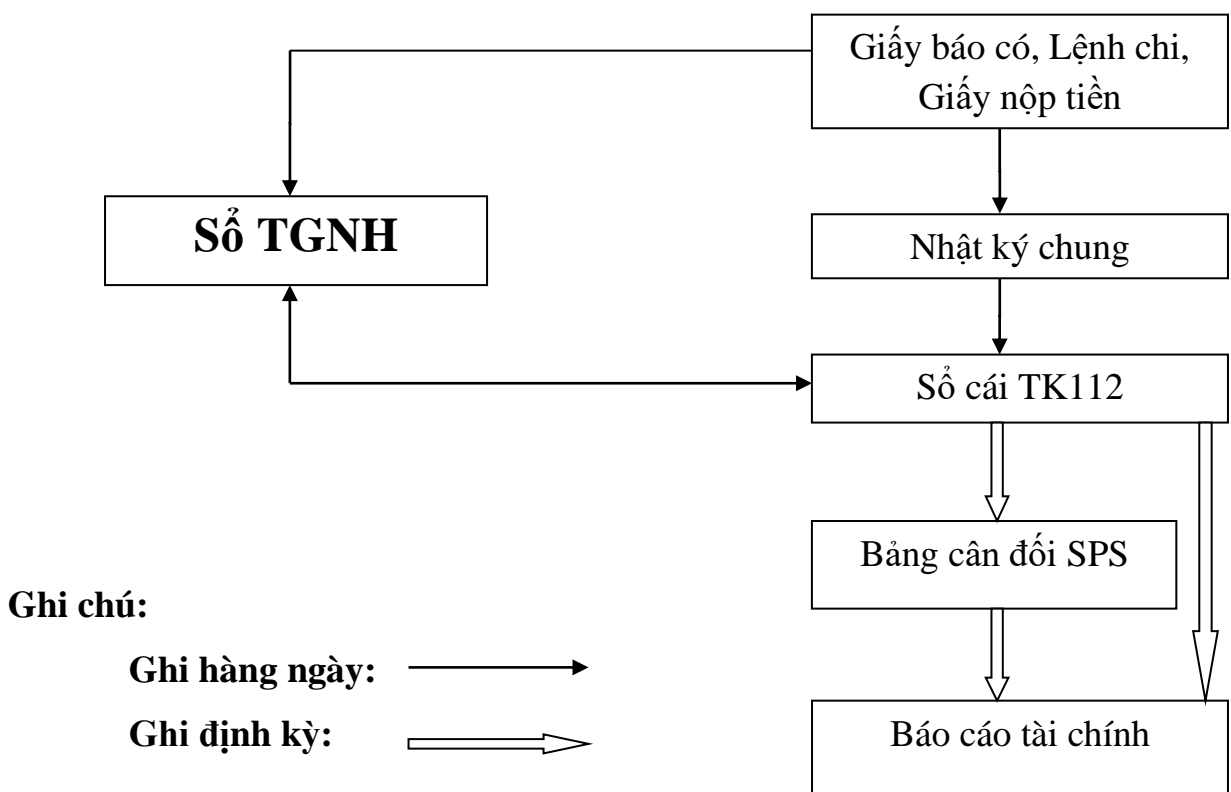 Giấy báo có, Lệnh chi,
Giấy nộp tiền
Sổ TGNH
Nhật ký chung
Sổ cái TK112
Bảng cân đối SPS
Ghi chú:
Ghi hàng ngày:
Ghi định kỳ:
Báo cáo tài chính